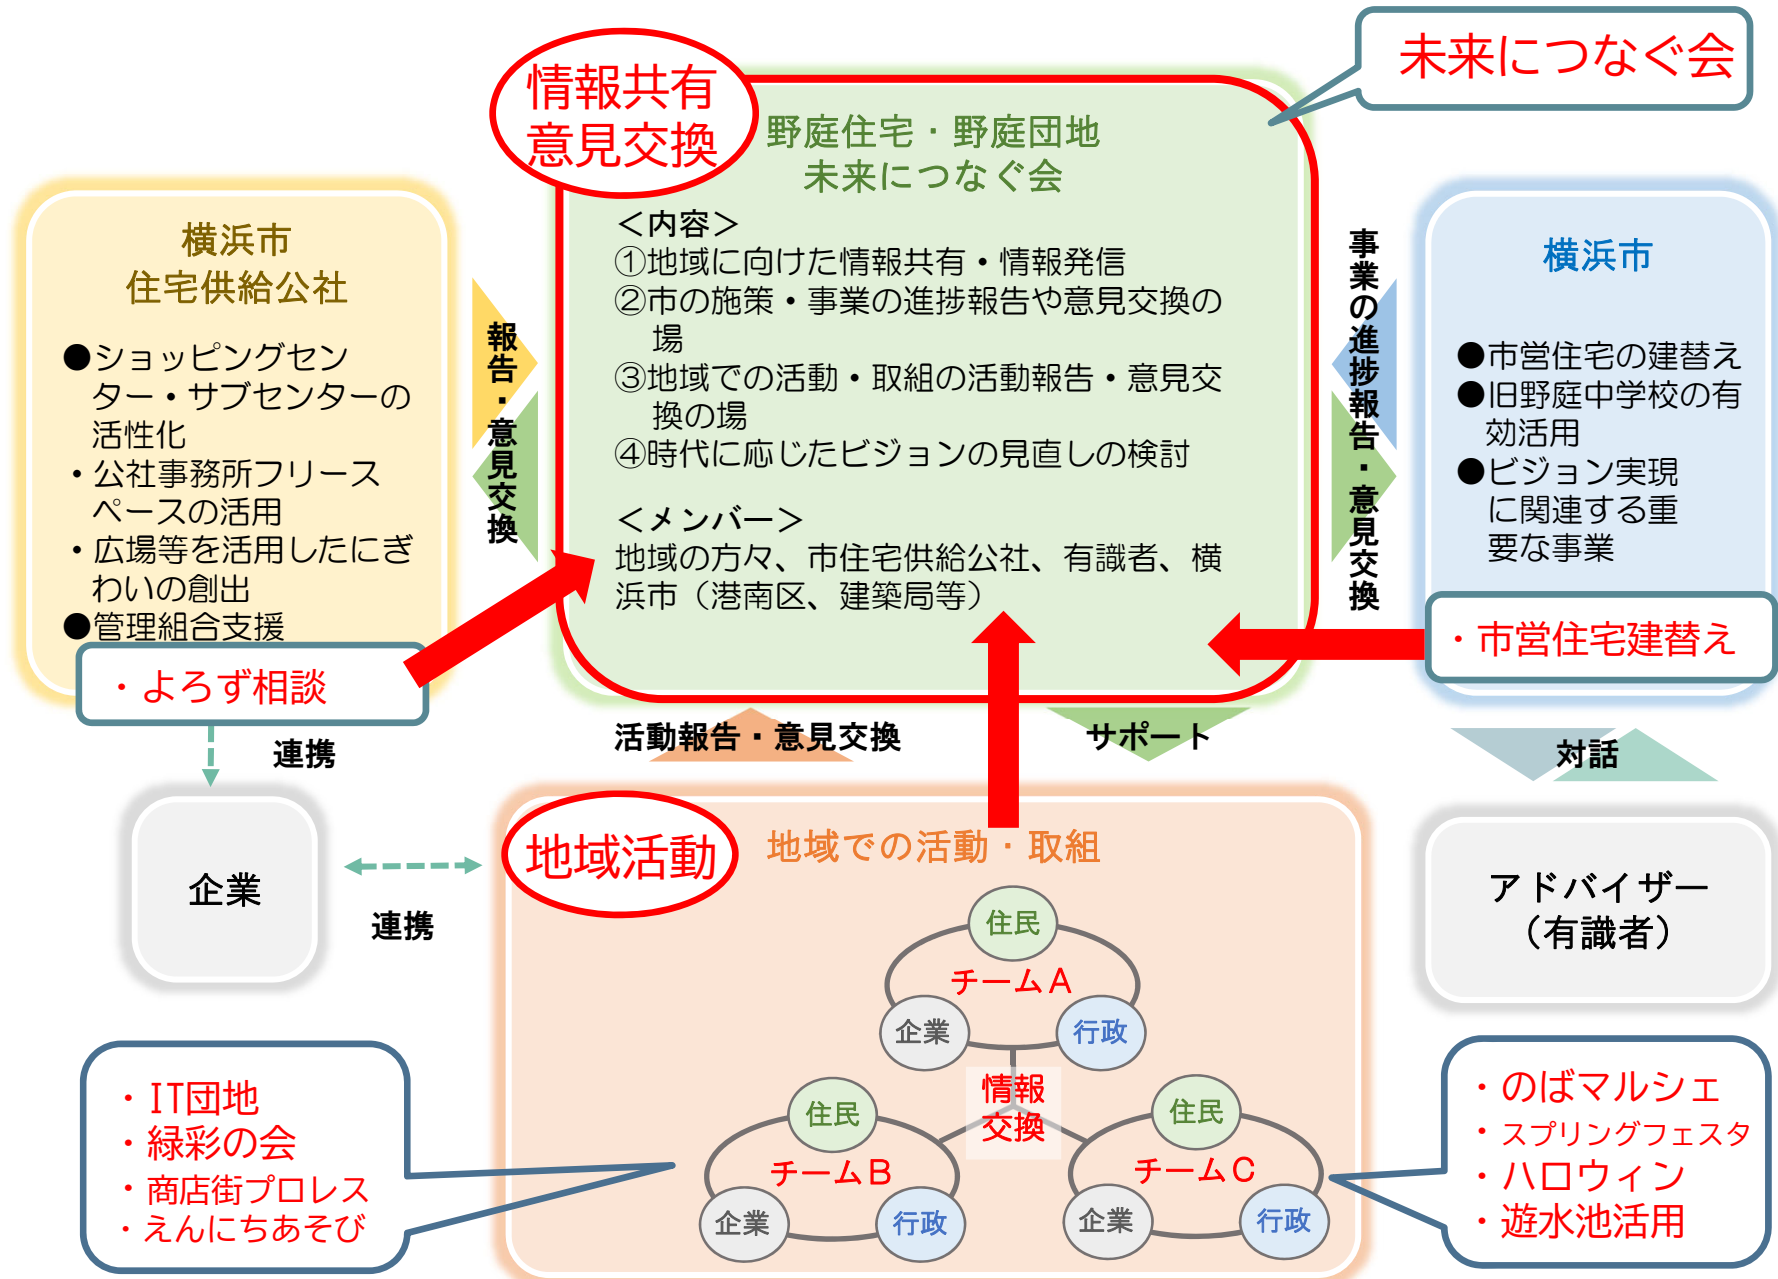 未来につなぐ会
情報共有
意見交換
野庭住宅・野庭団地
未来につなぐ会
＜内容＞
①地域に向けた情報共有・情報発信
②市の施策・事業の進捗報告や意見交換の
場
③地域での活動・取組の活動報告・意見交
換の場
④時代に応じたビジョンの見直しの検討
＜メンバー＞
地域の方々、市住宅供給公社、有識者、横
浜市（港南区、建築局等）
横浜市
住宅供給公社
●ショッピングセン
ター・サブセンターの
活性化
・公社事務所フリース
ペースの活用
・広場等を活用したにぎ
わいの創出
●管理組合支援
・よろず相談
報告・意見交換
事業の進捗報告・意見交換
横浜市
●市営住宅の建替え
●旧野庭中学校の有
効活用
●ビジョン実現
に関連する重
要な事業
・市営住宅建替え
連携
活動報告・意見交換
サポート
対話
企業
連携
地域活動
地域での活動・取組
アドバイザー
（有識者）
住民
チームA
企業
行政
情報
交換
住民
チームB
企業
行政
住民
チームC
企業
行政
・IT団地
・緑彩の会
・商店街プロレス
・えんにちあそび
・のばマルシェ
・スプリングフェスタ
・ハロウィン
・遊水池活用